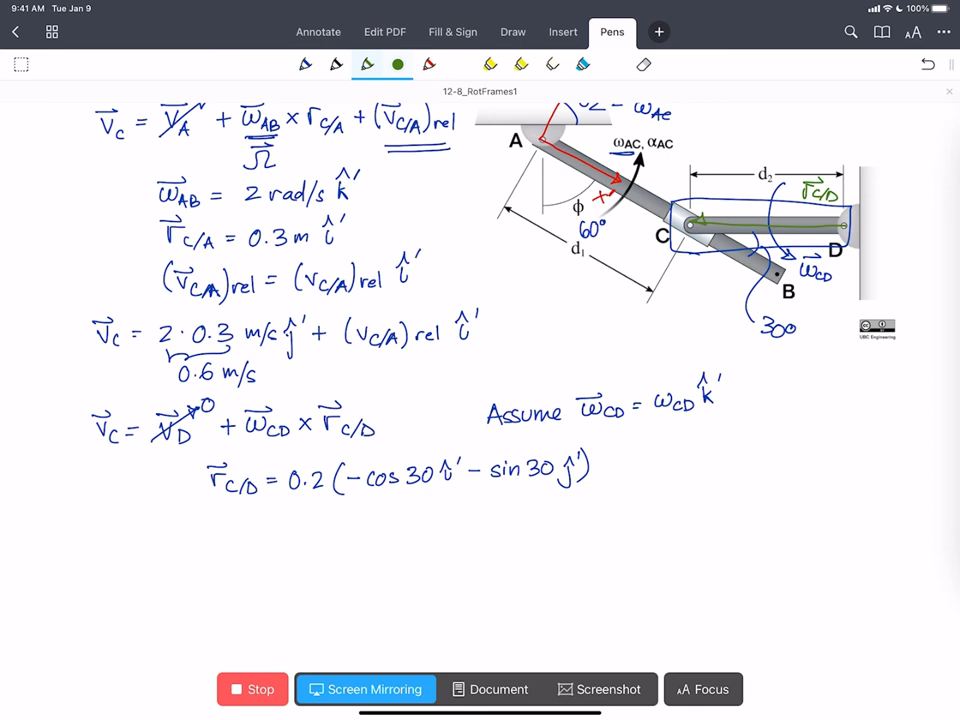 9:41 AM Tue Jan 9
100%
Annotate Edit PDF Fill & Sign Draw Insert Pens
AA
12-8_RotFrames1
v⃗C = v⃗A + ω⃗AB × r⃗C/A + (v⃗C/A)rel
Ω⃗
ω⃗AB = 2 rad/s k̂'
r⃗C/A = 0.3 m î'
(v⃗C/A)rel = (vC/A)rel î'
v⃗C = 2 · 0.3 m/s ĵ' + (vC/A)rel î'
0.6 m/s
v⃗C = v⃗D 0 + ω⃗CD × r⃗C/D
Assume ω⃗CD = ωCD k̂'
r⃗C/D = 0.2 (-cos 30 î' - sin 30 ĵ')
A
ωAC, αAC
d2
r⃗C/D
x'
ϕ
60°
C
D
d1
ω⃗CD
B
30°
cc
UBC Engineering
Stop Screen Mirroring Document Screenshot AA Focus